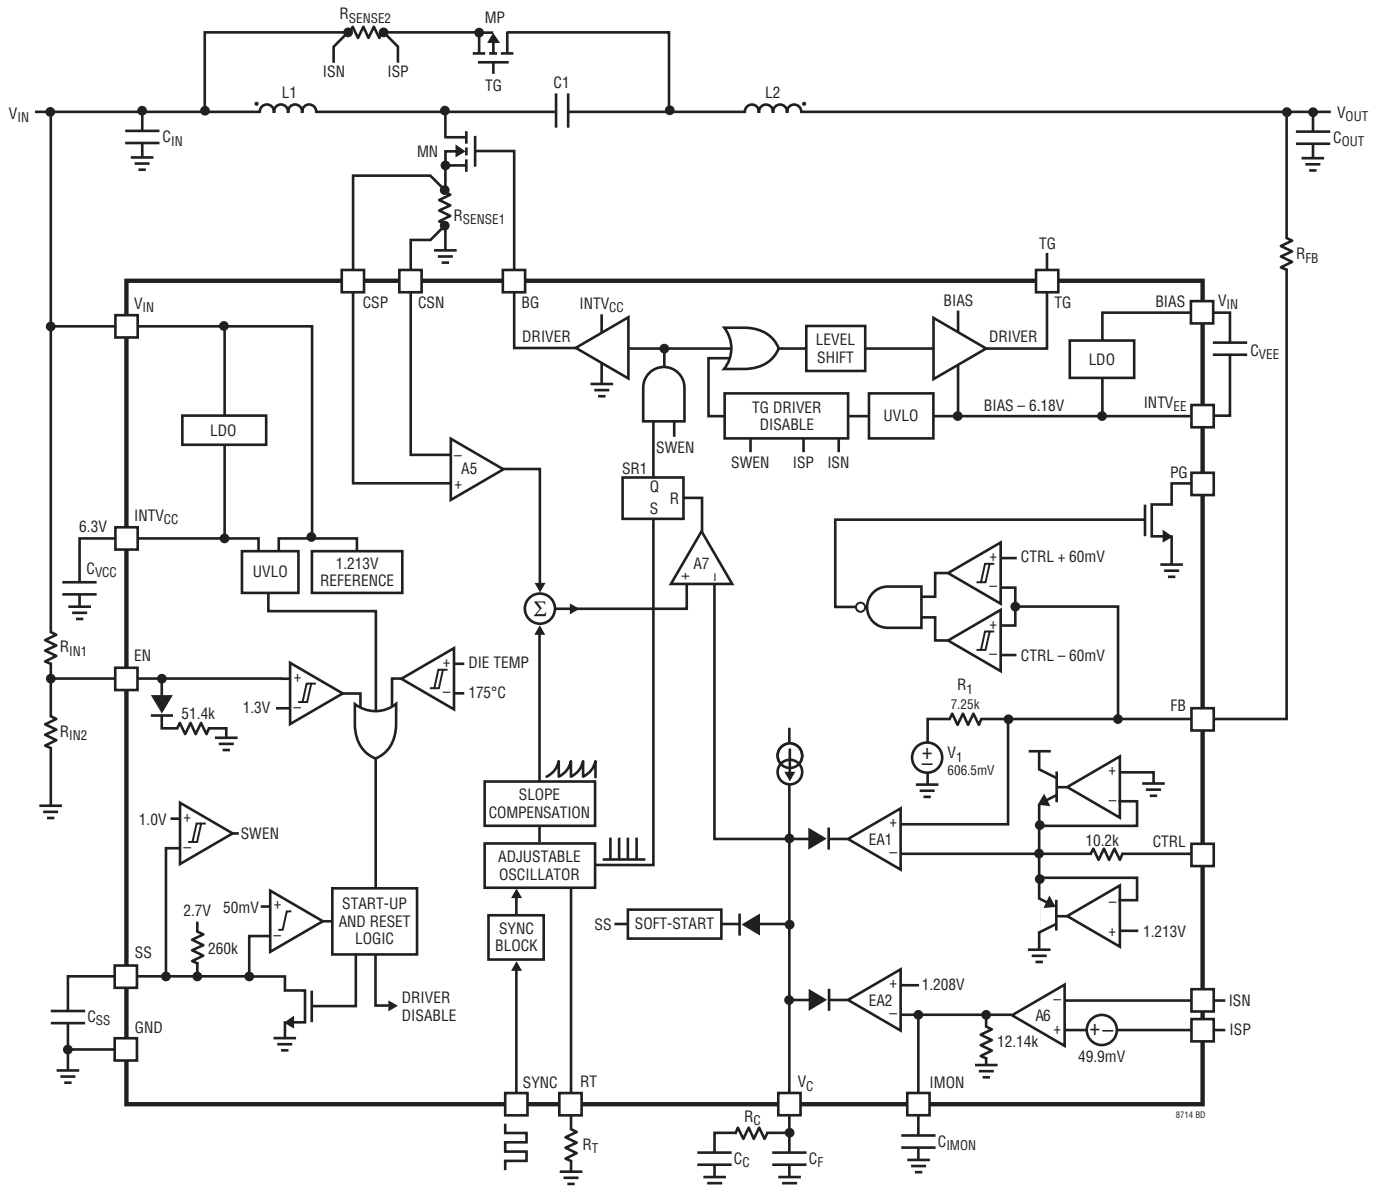 RSENSE2
MP
ISN
ISP
TG
L1
C1
L2
VIN
VOUT
CIN
COUT
MN
RSENSE1
RFB
TG
CSP
CSN
BG
TG
VIN
BIAS
VIN
INTVCC
BIAS
DRIVER
LEVEL
SHIFT
DRIVER
LDO
CVEE
TG DRIVER
DISABLE
UVLO
BIAS – 6.18V
INTVEE
LDO
SWEN
SWEN
ISP
ISN
–
A5
+
SR1
Q
S
R
PG
INTVCC
6.3V
CVCC
UVLO
1.213V
REFERENCE
A7
+
–
+
CTRL + 60mV
–
Σ
+
CTRL – 60mV
–
RIN1
EN
+
1.3V
–
+
DIE TEMP
–
175°C
51.4k
RIN2
R1
7.25k
FB
+
–
V1
606.5mV
SLOPE
COMPENSATION
1.0V
+
–
SWEN
ADJUSTABLE
OSCILLATOR
+
EA1
–
+
–
10.2k
CTRL
2.7V
50mV
+
–
START-UP
AND RESET
LOGIC
260k
SYNC
BLOCK
SS
SOFT-START
–
+
1.213V
SS
CSS
GND
DRIVER
DISABLE
+
1.208V
EA2
–
–
A6
+
12.14k
+ –
49.9mV
ISN
ISP
SYNC
RT
VC
IMON
8714 BD
RT
RC
CC
CF
CIMON